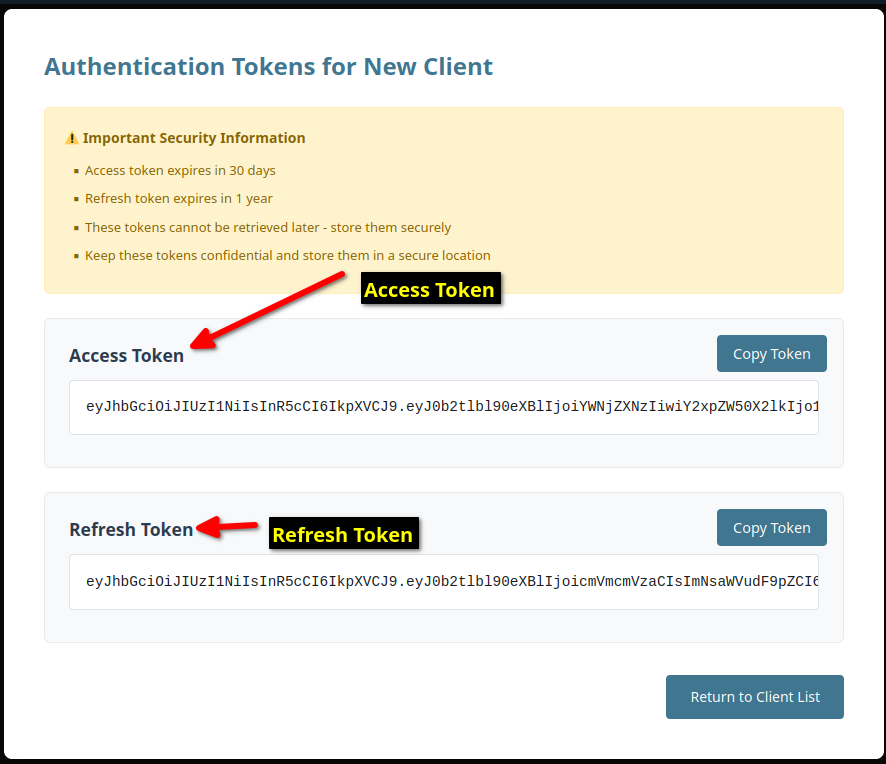 Authentication Tokens for New Client
⚠ Important Security Information
▪ Access token expires in 30 days
▪ Refresh token expires in 1 year
▪ These tokens cannot be retrieved later - store them securely
▪ Keep these tokens confidential and store them in a secure location
Access Token
Access Token
Copy Token
eyJhbGciOiJIUzI1NiIsInR5cCI6IkpXVCJ9.eyJ0b2tlbl90eXBlIjoiYWNjZXNzIiwiY2xpZW50X2lkIjo1
Refresh Token
Refresh Token
Copy Token
eyJhbGciOiJIUzI1NiIsInR5cCI6IkpXVCJ9.eyJ0b2tlbl90eXBlIjoicmVmcmVzaCIsImNsaWVudF9pZCI6
Return to Client List